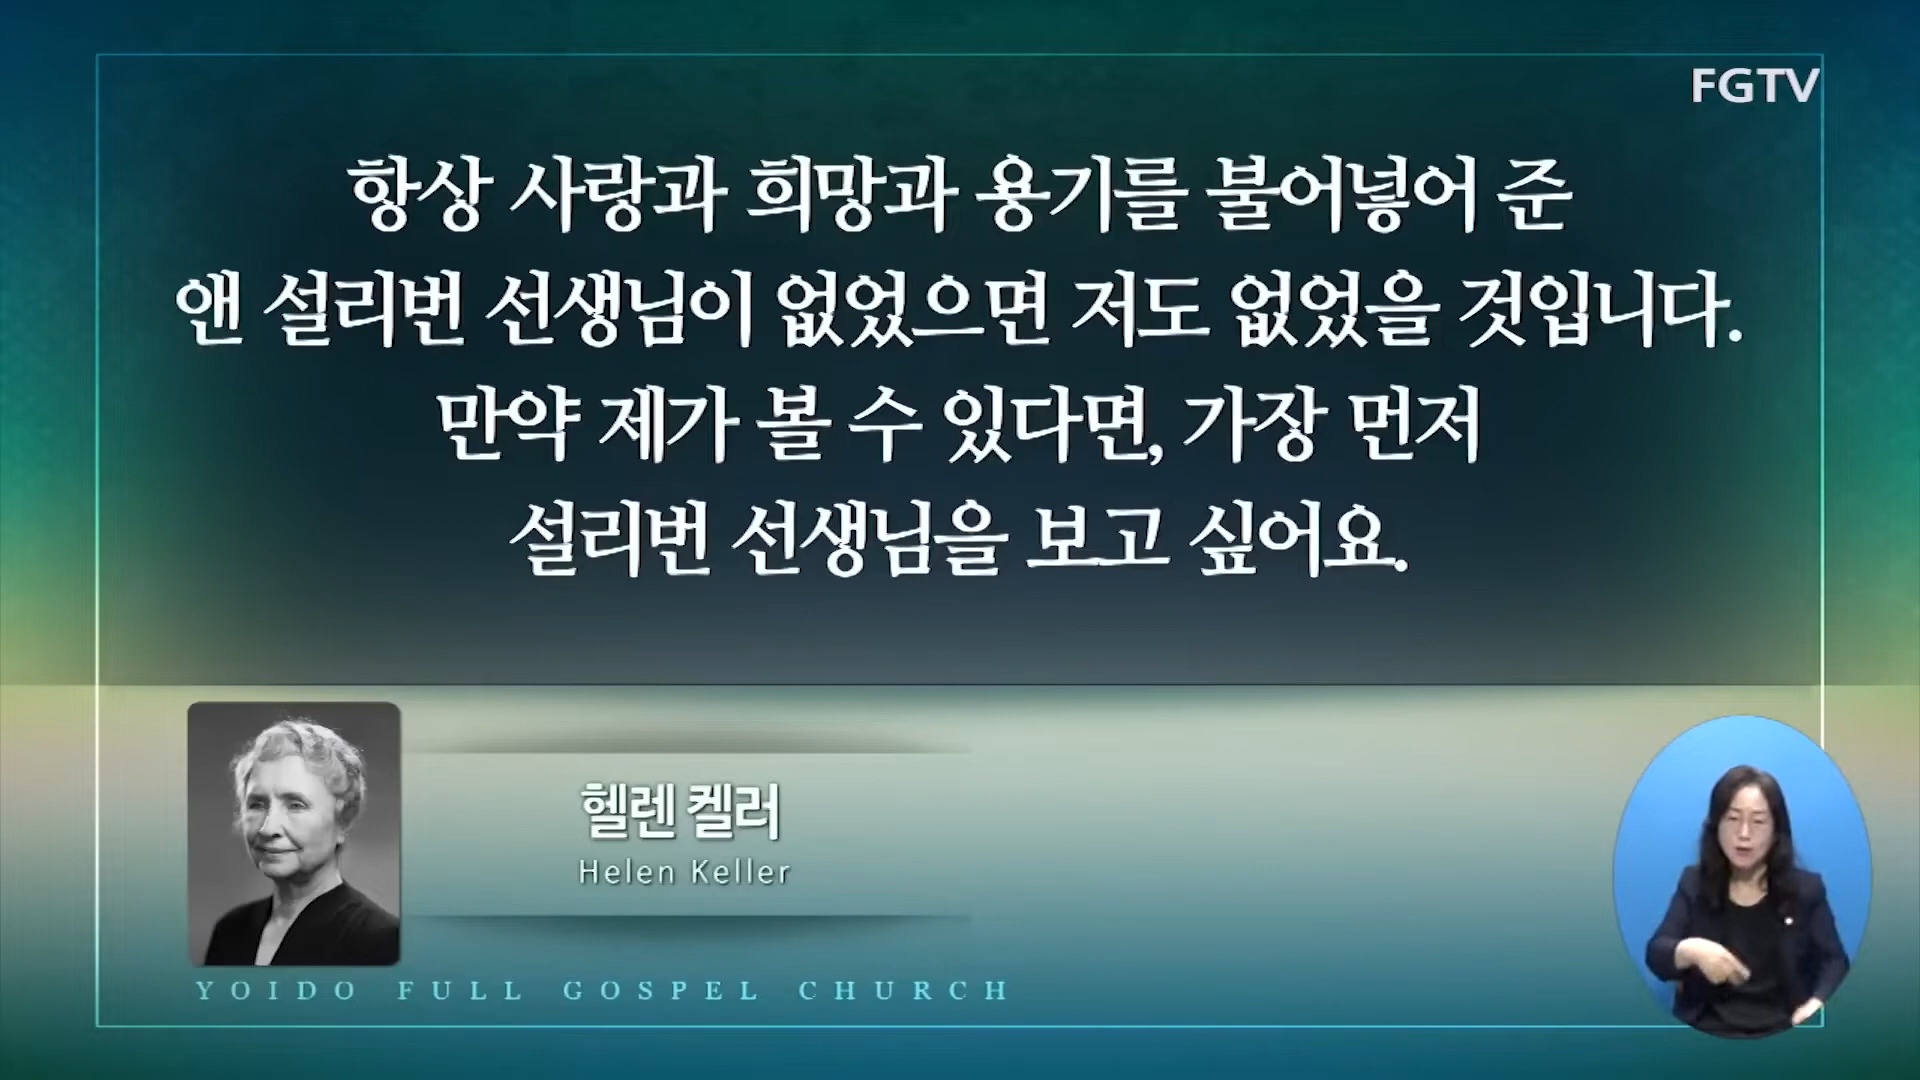 FGTV
항상 사랑과 희망과 용기를 불어넣어 준
앤 설리번 선생님이 없었으면 저도 없었을 것입니다.
만약 제가 볼 수 있다면, 가장 먼저
설리번 선생님을 보고 싶어요.
헬렌 켈러
Helen Keller
YOIDO FULL GOSPEL CHURCH